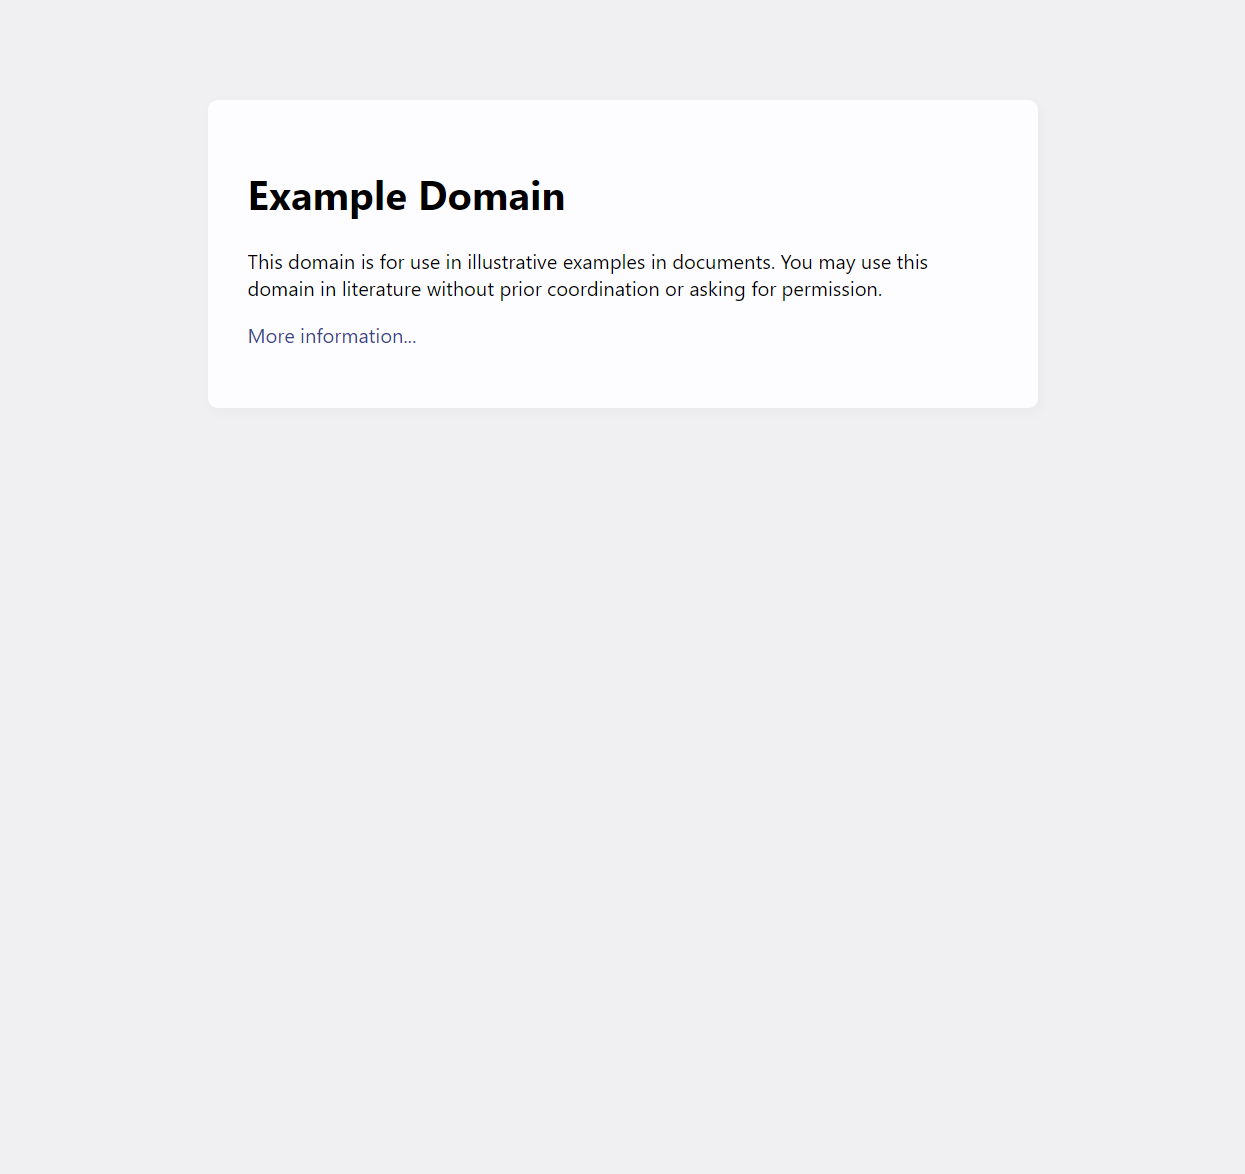 Example Domain
This domain is for use in illustrative examples in documents. You may use this
domain in literature without prior coordination or asking for permission.
More information...